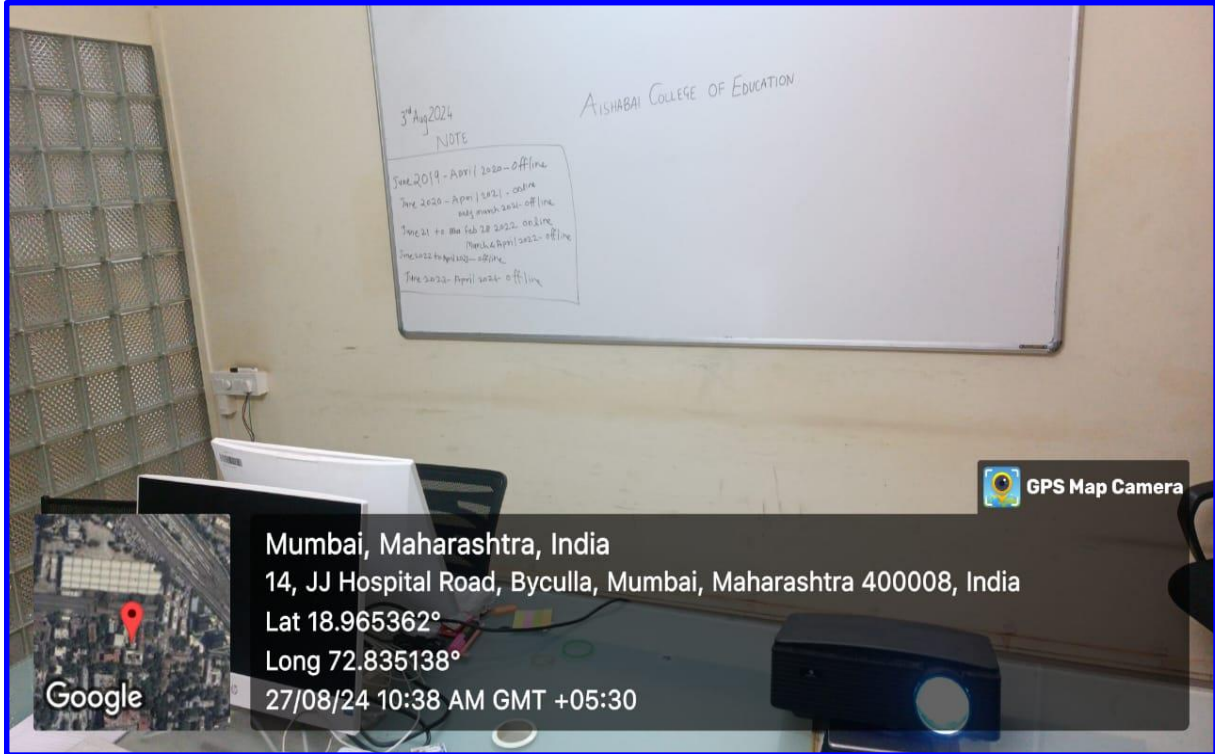 AISHABAI COLLEGE OF EDUCATION
3rd Aug 2024
NOTE
June 2019 - April 2020 - offline
June 2020 - April 2021 - online
only march 2021 - offline
June 21 to Feb 28 2022 online
March & April 2022 - offline
June 2022 to April 2023 - offline
June 2023 - April 2024 - offline
GPS Map Camera
Mumbai, Maharashtra, India
14, JJ Hospital Road, Byculla, Mumbai, Maharashtra 400008, India
Lat 18.965362°
Long 72.835138°
27/08/24 10:38 AM GMT +05:30
Google